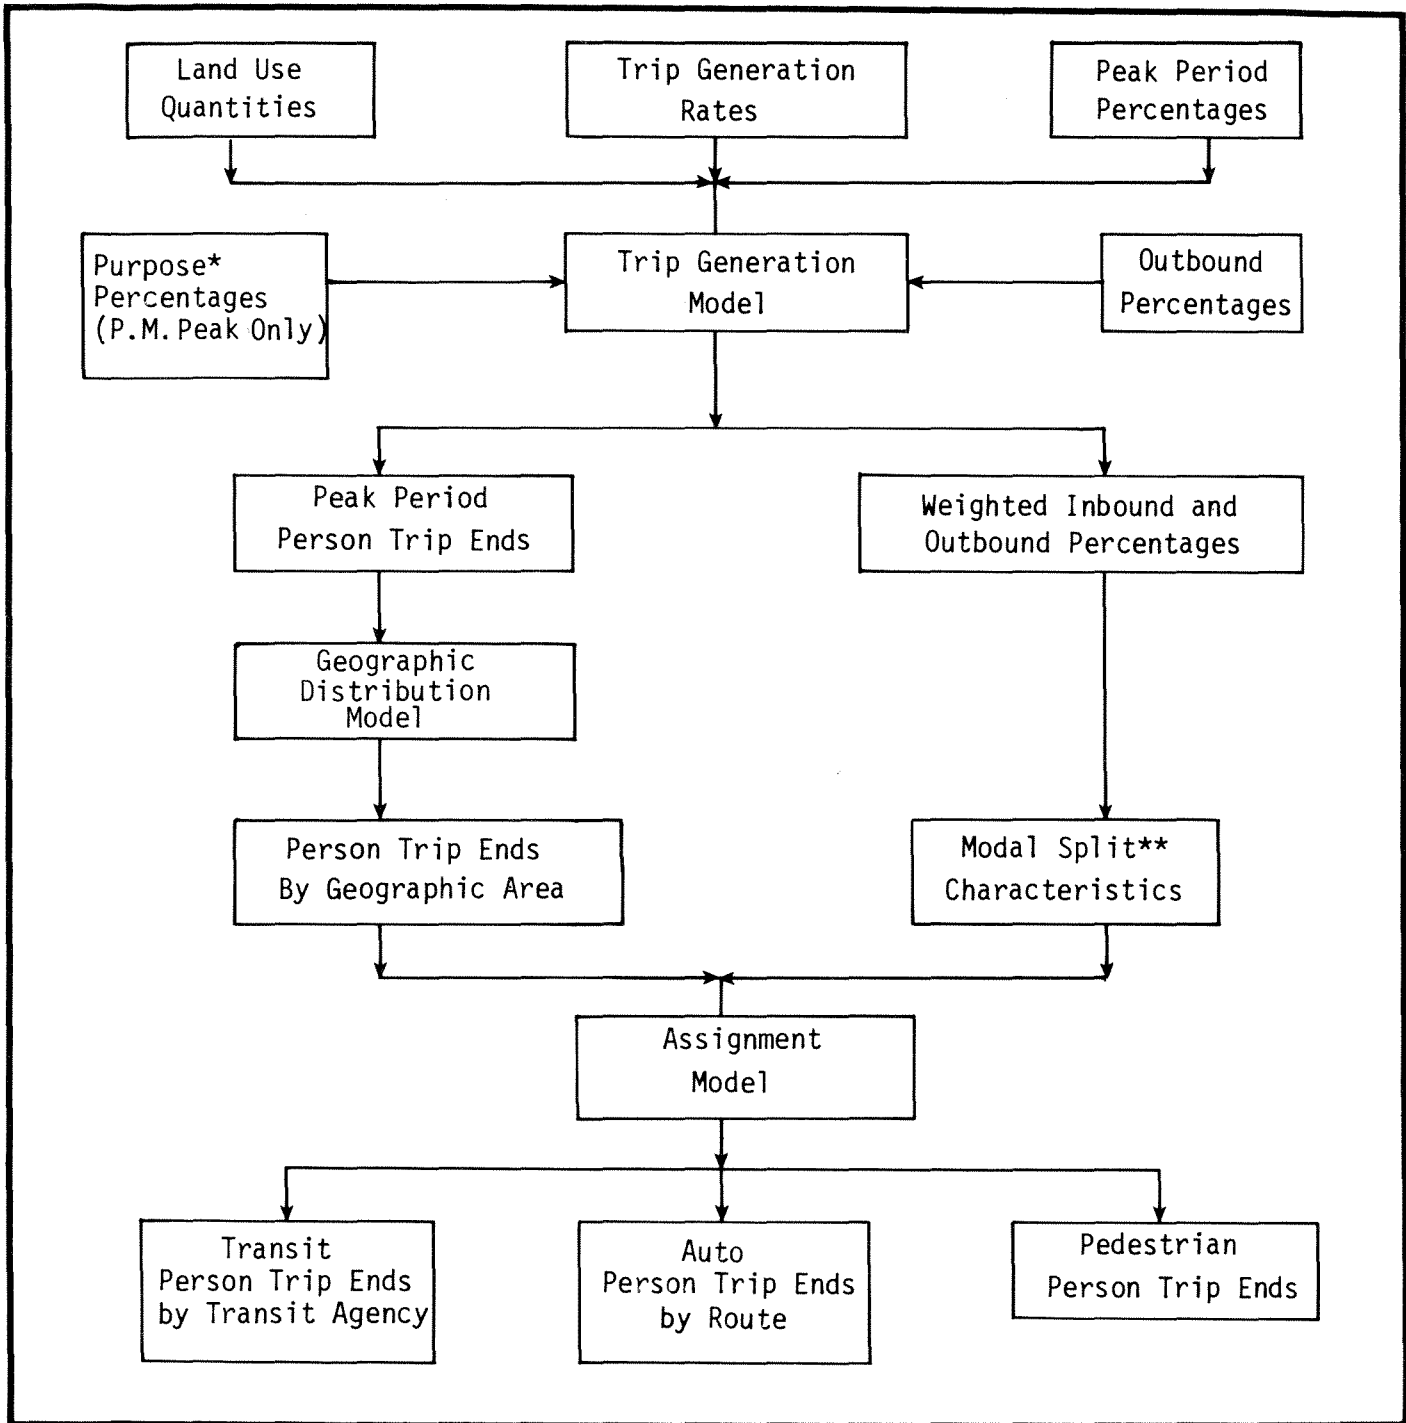 Land Use
Quantities
Trip Generation
Rates
Peak Period
Percentages
Purpose*
Percentages
(P.M. Peak Only)
Trip Generation
Model
Outbound
Percentages
Peak Period
Person Trip Ends
Weighted Inbound and
Outbound Percentages
Geographic
Distribution
Model
Person Trip Ends
By Geographic Area
Modal Split**
Characteristics
Assignment
Model
Transit
Person Trip Ends
by Transit Agency
Auto
Person Trip Ends
by Route
Pedestrian
Person Trip Ends